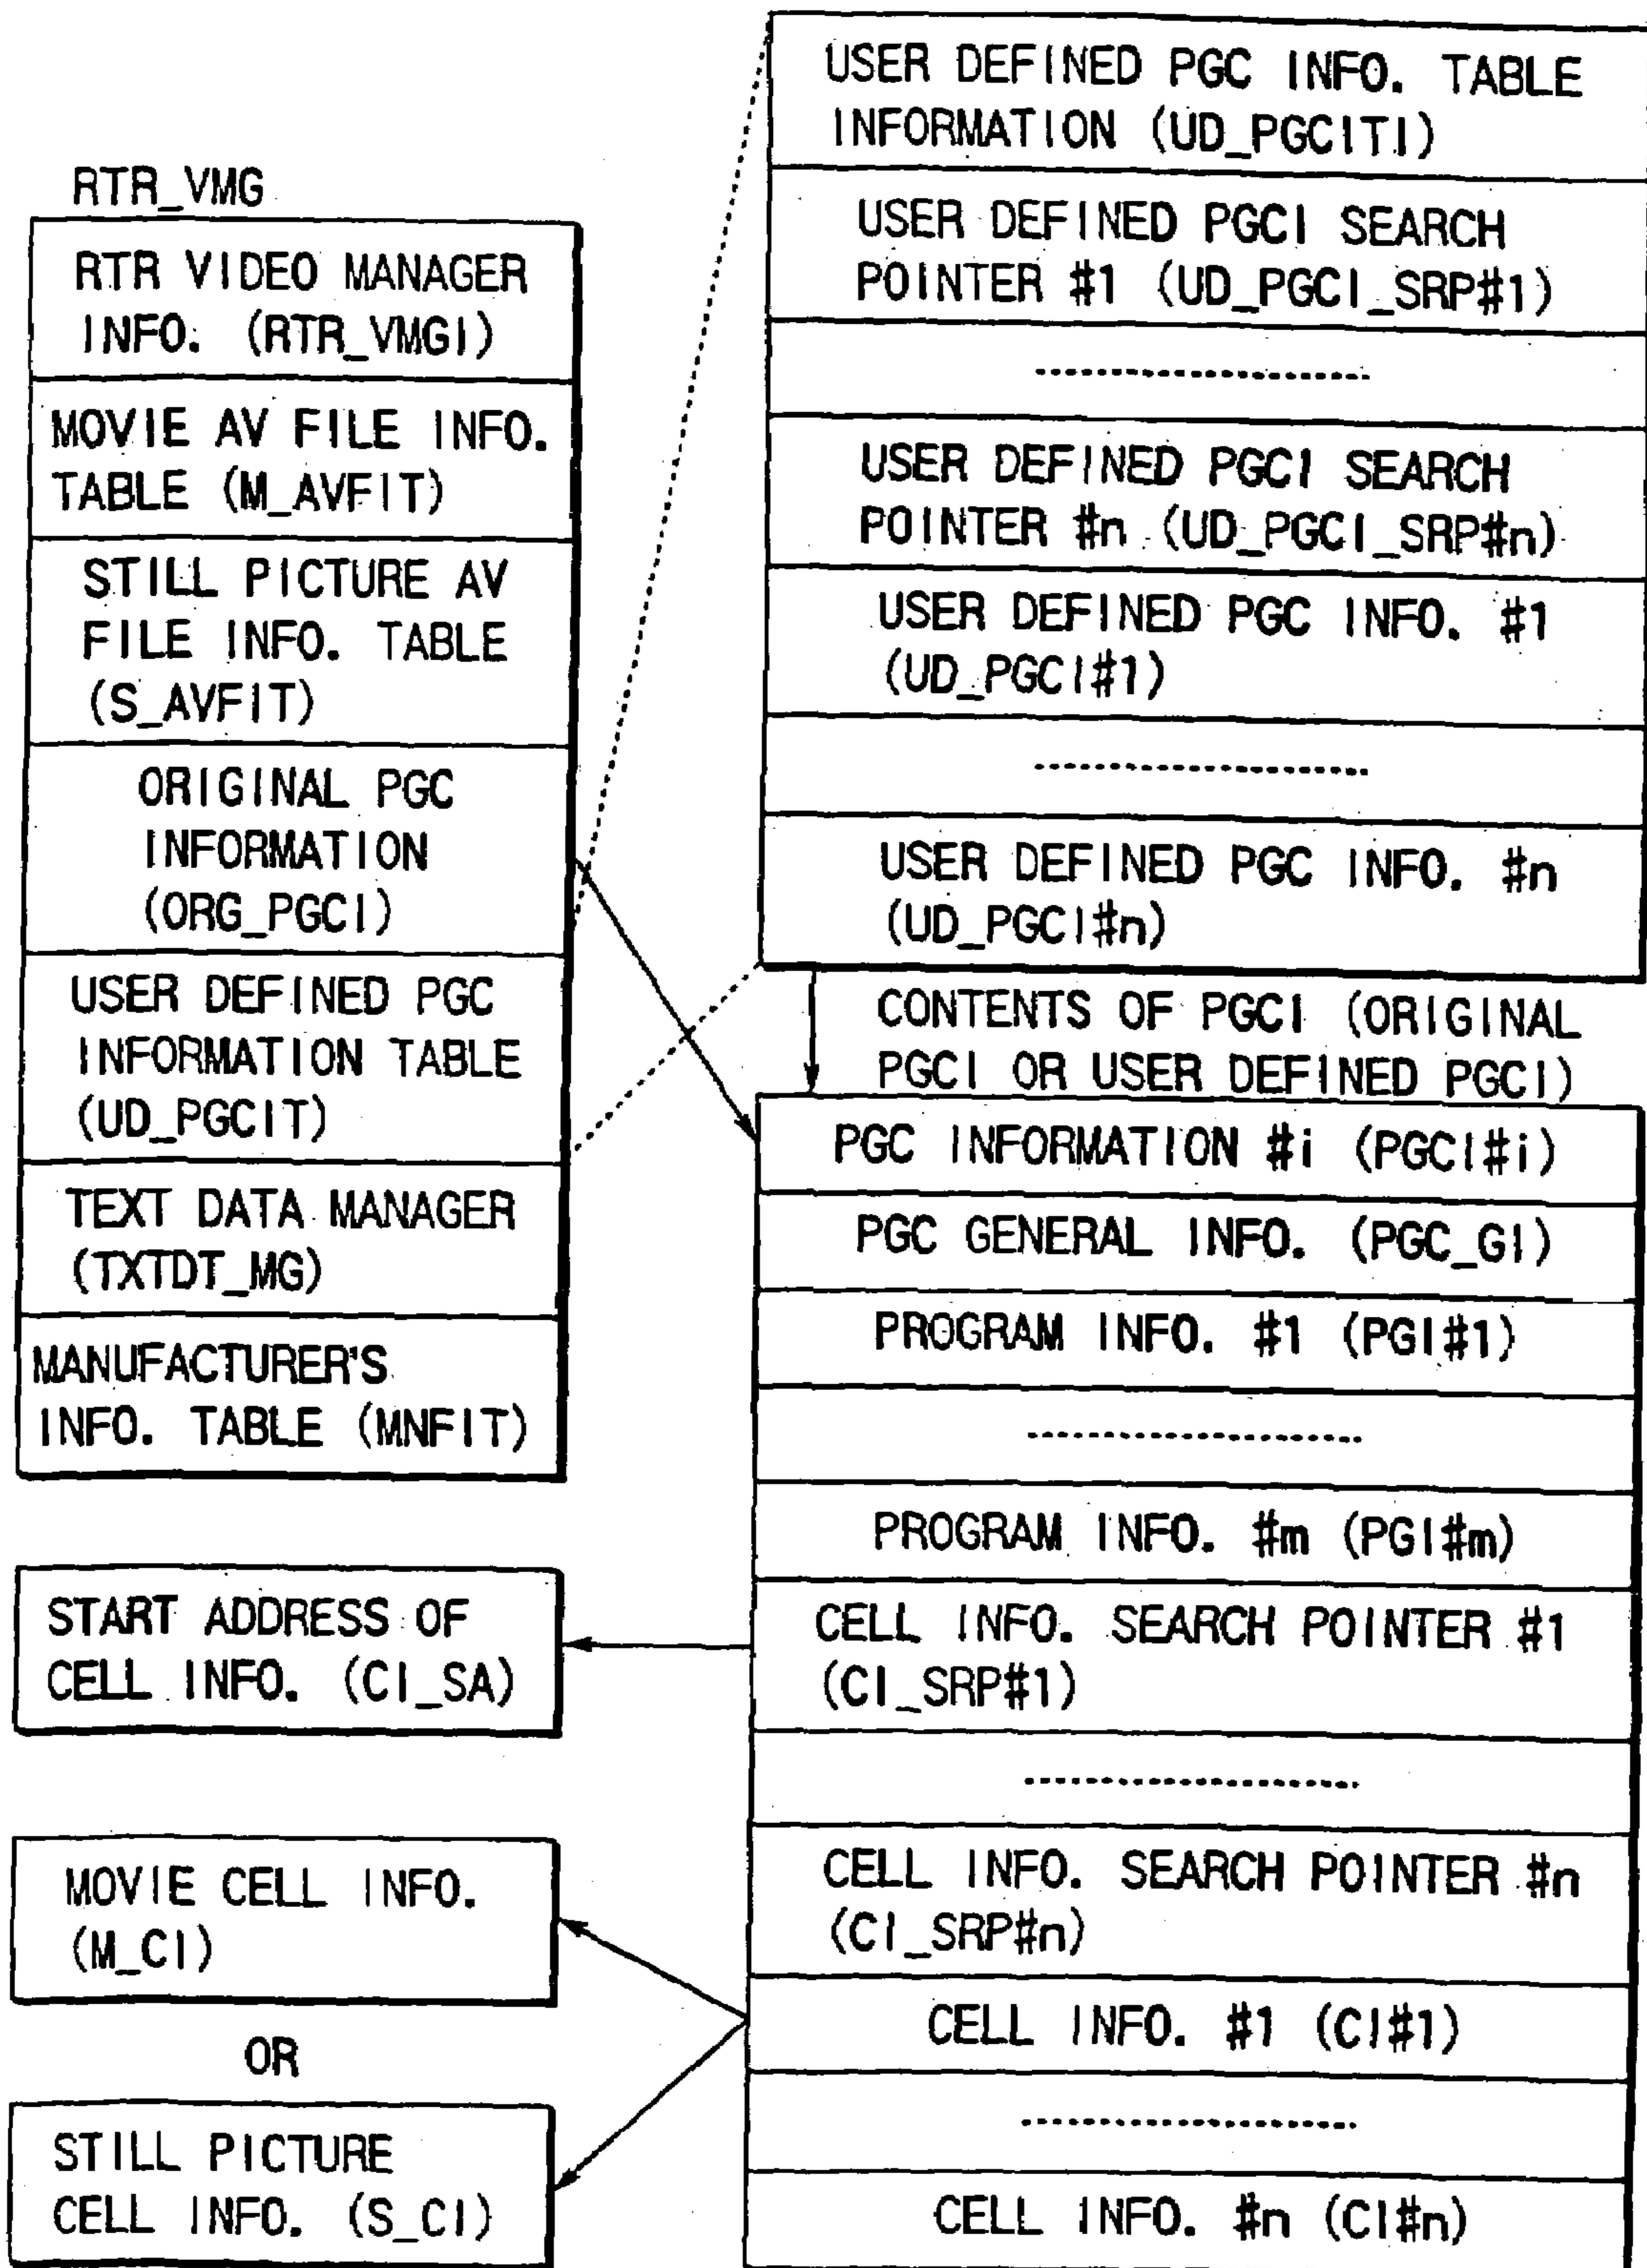 RTR_VMG
RTR VIDEO MANAGER
INFO. (RTR_VMGI)
MOVIE AV FILE INFO.
TABLE (M_AVFIT)
STILL PICTURE AV
FILE INFO. TABLE
(S_AVFIT)
ORIGINAL PGC
INFORMATION
(ORG_PGCI)
USER DEFINED PGC
INFORMATION TABLE
(UD_PGCIT)
TEXT DATA MANAGER
(TXTDT_MG)
MANUFACTURER'S
INFO. TABLE (MNFIT)
USER DEFINED PGC INFO. TABLE
INFORMATION (UD_PGCITI)
USER DEFINED PGCI SEARCH
POINTER #1 (UD_PGCI_SRP#1)
USER DEFINED PGCI SEARCH
POINTER #n (UD_PGCI_SRP#n)
USER DEFINED PGC INFO. #1
(UD_PGCI#1)
USER DEFINED PGC INFO. #n
(UD_PGCI#n)
CONTENTS OF PGCI (ORIGINAL
PGCI OR USER DEFINED PGCI)
PGC INFORMATION #i (PGCI#i)
PGC GENERAL INFO. (PGC_GI)
PROGRAM INFO. #1 (PGI#1)
PROGRAM INFO. #m (PGI#m)
CELL INFO. SEARCH POINTER #1
(CI_SRP#1)
CELL INFO. SEARCH POINTER #n
(CI_SRP#n)
CELL INFO. #1 (CI#1)
CELL INFO. #n (CI#n)
START ADDRESS OF
CELL INFO. (CI_SA)
MOVIE CELL INFO.
(M_CI)
OR
STILL PICTURE
CELL INFO. (S_CI)